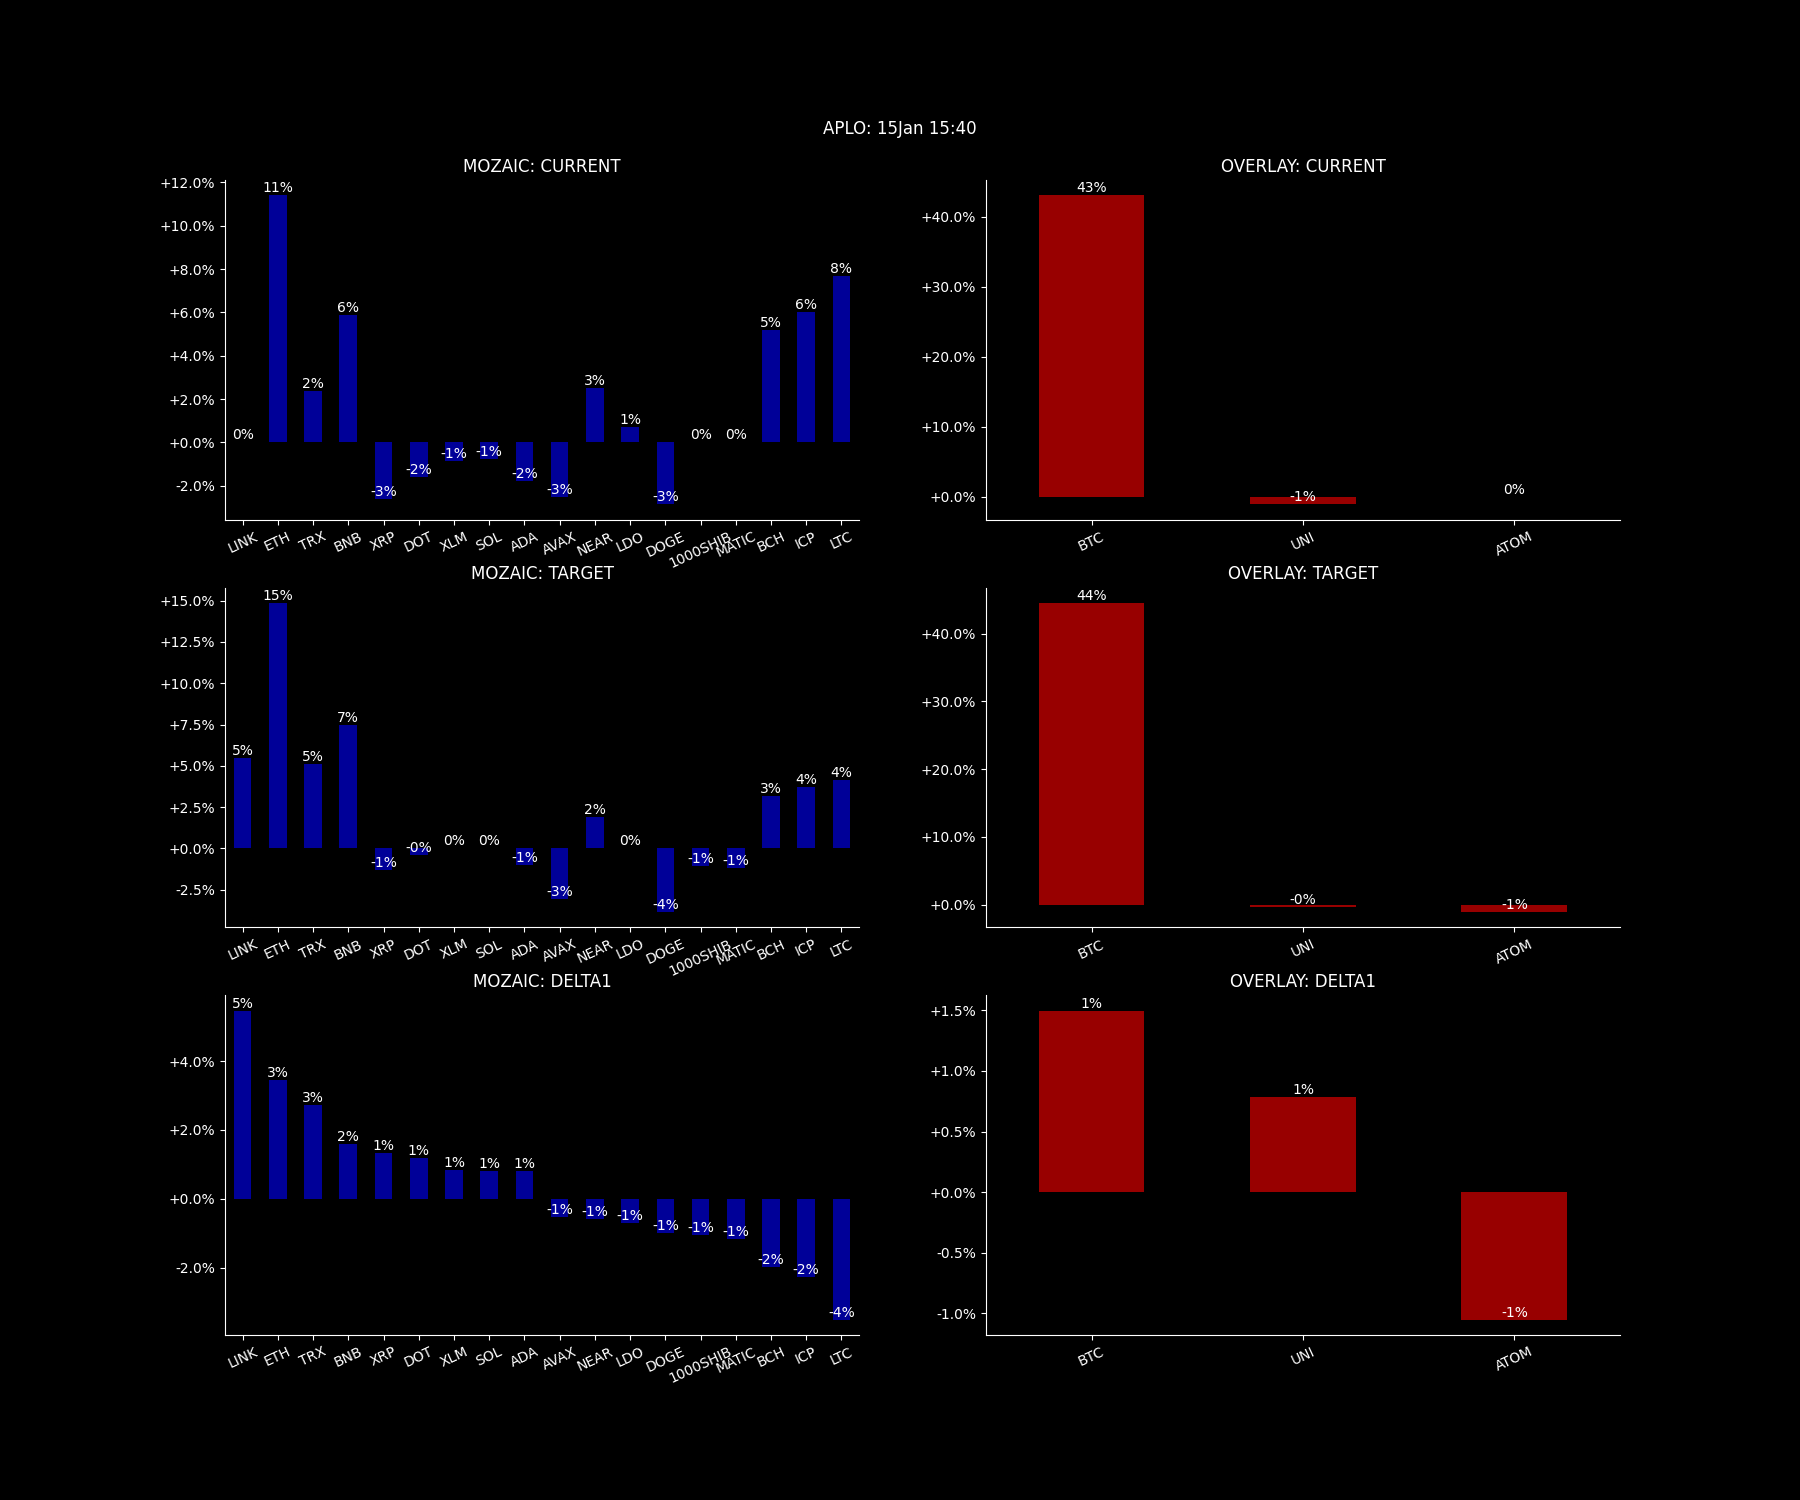 APLO: 15Jan 15:40
MOZAIC: CURRENT
+12.0%
+10.0%
+8.0%
+6.0%
+4.0%
+2.0%
+0.0%
-2.0%
0% 11% 2% 6% -3% -2% -1% -1% -2% -3% 3% 1% -3% 0% 0% 5% 6% 8%
LINK ETH TRX BNB XRP DOT XLM SOL ADA AVAX NEAR LDO DOGE 1000SHIB MATIC BCH ICP LTC
OVERLAY: CURRENT
+40.0%
+30.0%
+20.0%
+10.0%
+0.0%
43% -1% 0%
BTC UNI ATOM
MOZAIC: TARGET
+15.0%
+12.5%
+10.0%
+7.5%
+5.0%
+2.5%
+0.0%
-2.5%
5% 15% 5% 7% -1% -0% 0% 0% -1% -3% 2% 0% -4% -1% -1% 3% 4% 4%
LINK ETH TRX BNB XRP DOT XLM SOL ADA AVAX NEAR LDO DOGE 1000SHIB MATIC BCH ICP LTC
OVERLAY: TARGET
+40.0%
+30.0%
+20.0%
+10.0%
+0.0%
44% -0% -1%
BTC UNI ATOM
MOZAIC: DELTA1
+4.0%
+2.0%
+0.0%
-2.0%
5% 3% 3% 2% 1% 1% 1% 1% 1% -1% -1% -1% -1% -1% -1% -2% -2% -4%
LINK ETH TRX BNB XRP DOT XLM SOL ADA AVAX NEAR LDO DOGE 1000SHIB MATIC BCH ICP LTC
OVERLAY: DELTA1
+1.5%
+1.0%
+0.5%
+0.0%
-0.5%
-1.0%
1% 1% -1%
BTC UNI ATOM